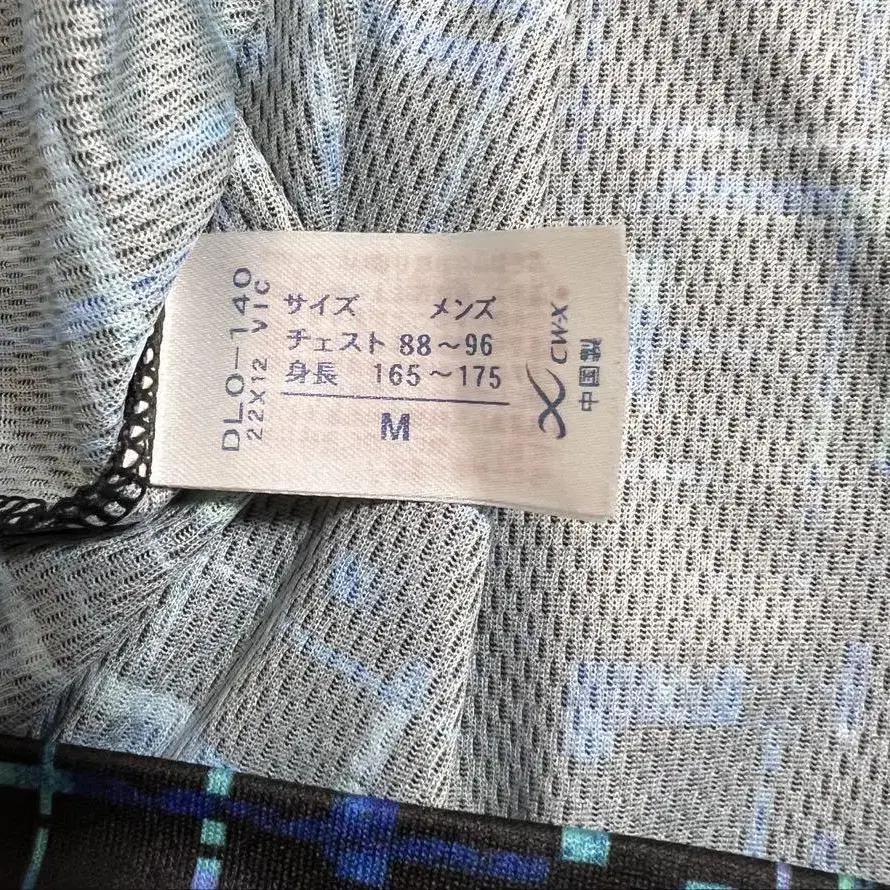 サイズ メンズ
チェスト 88～96
身長 165～175
M
DLO-140
22X12 VIC
CW-X
中国製